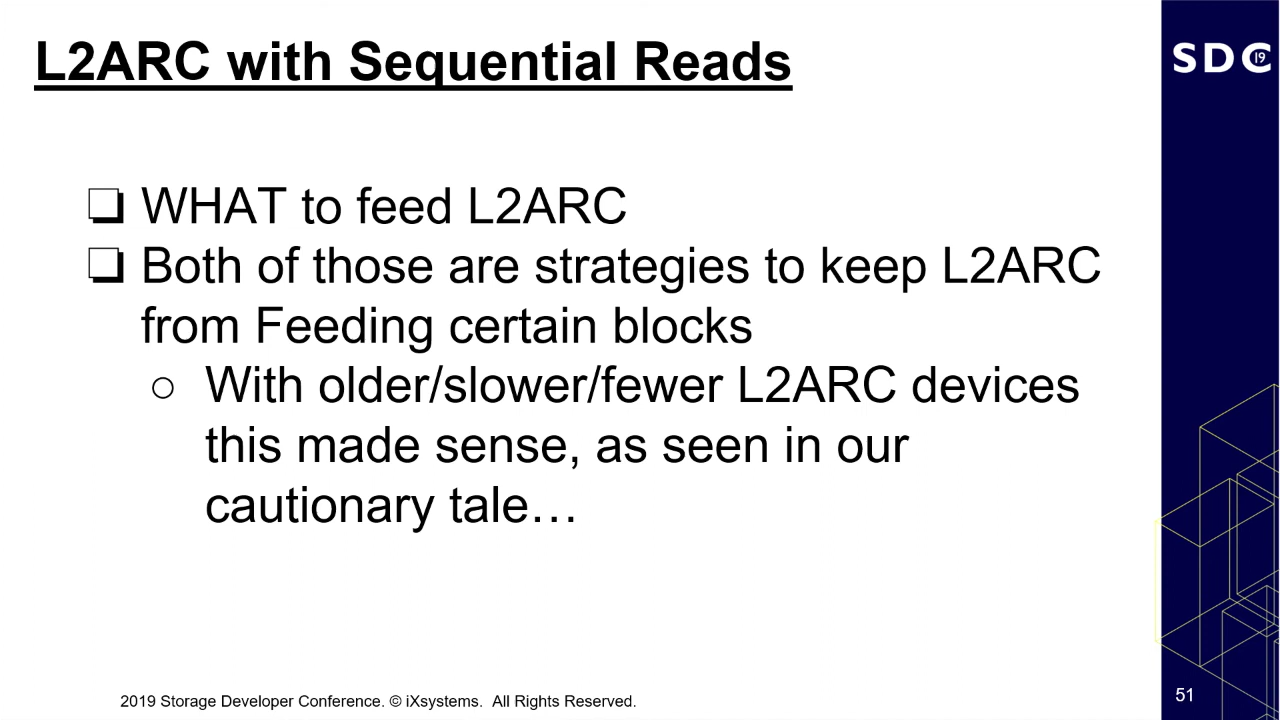 L2ARC with Sequential Reads
SDC 19
❏ WHAT to feed L2ARC
❏ Both of those are strategies to keep L2ARC
from Feeding certain blocks
○ With older/slower/fewer L2ARC devices
this made sense, as seen in our
cautionary tale…
2019 Storage Developer Conference. © iXsystems. All Rights Reserved.
51